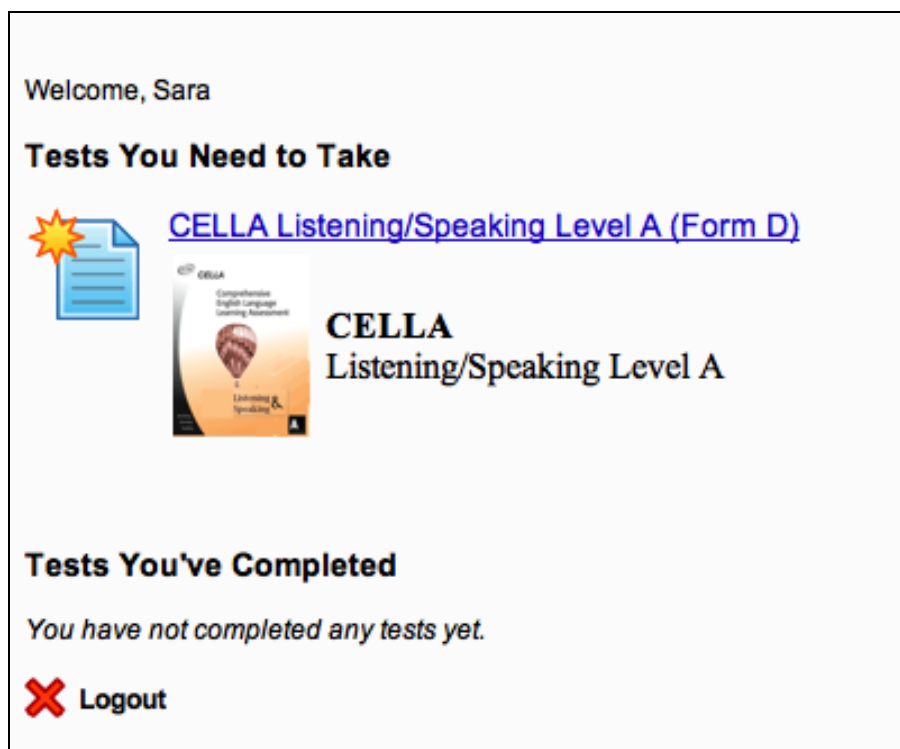 Welcome, Sara
Tests You Need to Take
CELLA Listening/Speaking Level A (Form D)
CELLA
Comprehensive
English Language
Learning Assessment
Listening &
Speaking
A
CELLA
Listening/Speaking Level A
Tests You've Completed
You have not completed any tests yet.
Logout